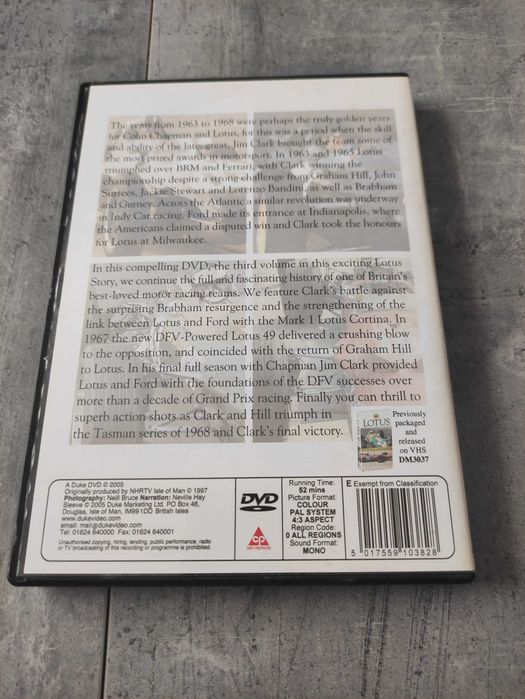 The years from 1963 to 1968 were perhaps the truly golden years
for Colin Chapman and Lotus, for this was a period when the skill
and ability of the late, great, Jim Clark brought the team some of
the most prized awards in motorsport. In 1963 and 1965 Lotus
triumphed over BRM and Ferrari, with Clark winning the
championship despite a strong challenge from Graham Hill, John
Surtees, Jackie Stewart and Lorenzo Bandini, as well as Brabham
and Gurney. Across the Atlantic a similar revolution was underway
in Indy Car racing. Ford made its entrance at Indianapolis, where
the Americans claimed a disputed win and Clark took the honours
for Lotus at Milwaukee.
In this compelling DVD, the third volume in this exciting Lotus
Story, we continue the full and fascinating history of one of Britain's
best-loved motor racing teams. We feature Clark's battle against
the surprising Brabham resurgence and the strengthening of the
link between Lotus and Ford with the Mark 1 Lotus Cortina. In
1967 the new DFV-Powered Lotus 49 delivered a crushing blow
to the opposition, and coincided with the return of Graham Hill
to Lotus. In his final full season with Chapman Jim Clark provided
Lotus and Ford with the foundations of the DFV successes over
more than a decade of Grand Prix racing. Finally you can thrill to
superb action shots as Clark and Hill triumph in
the Tasman series of 1968 and Clark's final victory.
LOTUS
Previously
packaged
and
released
on VHS
DM3037
A Duke DVD © 2005
Originally produced by NHRTV Isle of Man © 1997
Photography: Neill Bruce Narration: Neville Hay
Sleeve © 2005 Duke Marketing Ltd. PO Box 46,
Douglas, Isle of Man, IM99 1DD British Isles
www.dukevideo.com
email: mail@dukevideo.com
Tel: 01624 640000 Fax: 01624 640001
Unauthorised copying, hiring, lending, public performance, radio
or TV broadcasting of this recording or programme is prohibited.
DVD
cp
COPY PROTECTED
Running Time:
52 mins
Picture Format:
COLOUR
PAL SYSTEM
4:3 ASPECT
Region Code:
0 ALL REGIONS
Sound Format:
MONO
E Exempt from Classification
5 017559 103828